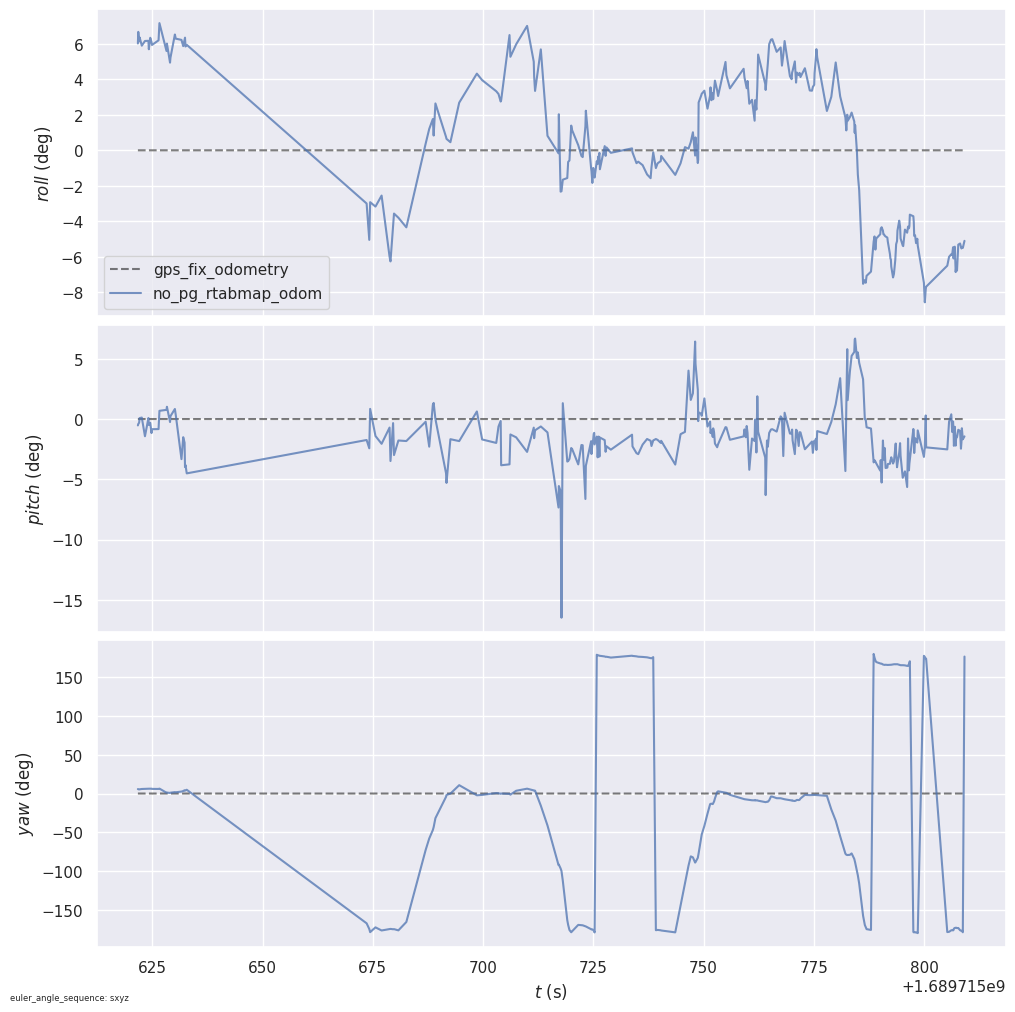 6
4
2
0
−2
−4
−6
−8
roll (deg)
gps_fix_odometry
no_pg_rtabmap_odom
5
0
−5
−10
−15
pitch (deg)
150
100
50
0
−50
−100
−150
yaw (deg)
625 650 675 700 725 750 775 800
+1.689715e9
t (s)
euler_angle_sequence: sxyz